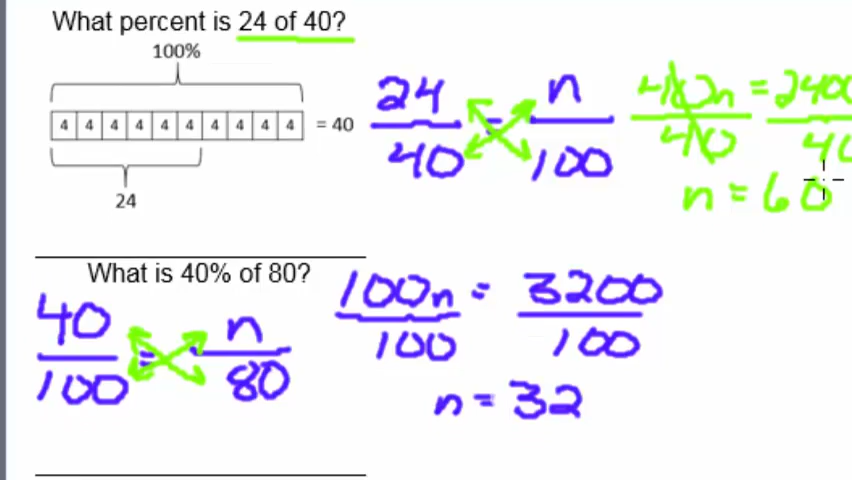 What percent is 24 of 40?
100%
4 4 4 4 4 4 4 4 4 4 = 40
24
24/40 = n/100
40n/40 = 2400/40
n = 60
What is 40% of 80?
40/100 = n/80
100n/100 = 3200/100
n = 32